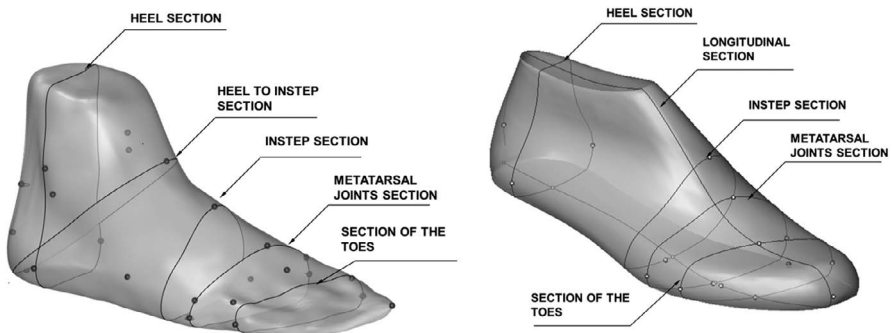 HEEL SECTION
HEEL TO INSTEP
SECTION
INSTEP SECTION
METATARSAL
JOINTS SECTION
SECTION OF THE
TOES
HEEL SECTION
LONGITUDINAL
SECTION
INSTEP SECTION
METATARSAL
JOINTS SECTION
SECTION OF THE
TOES